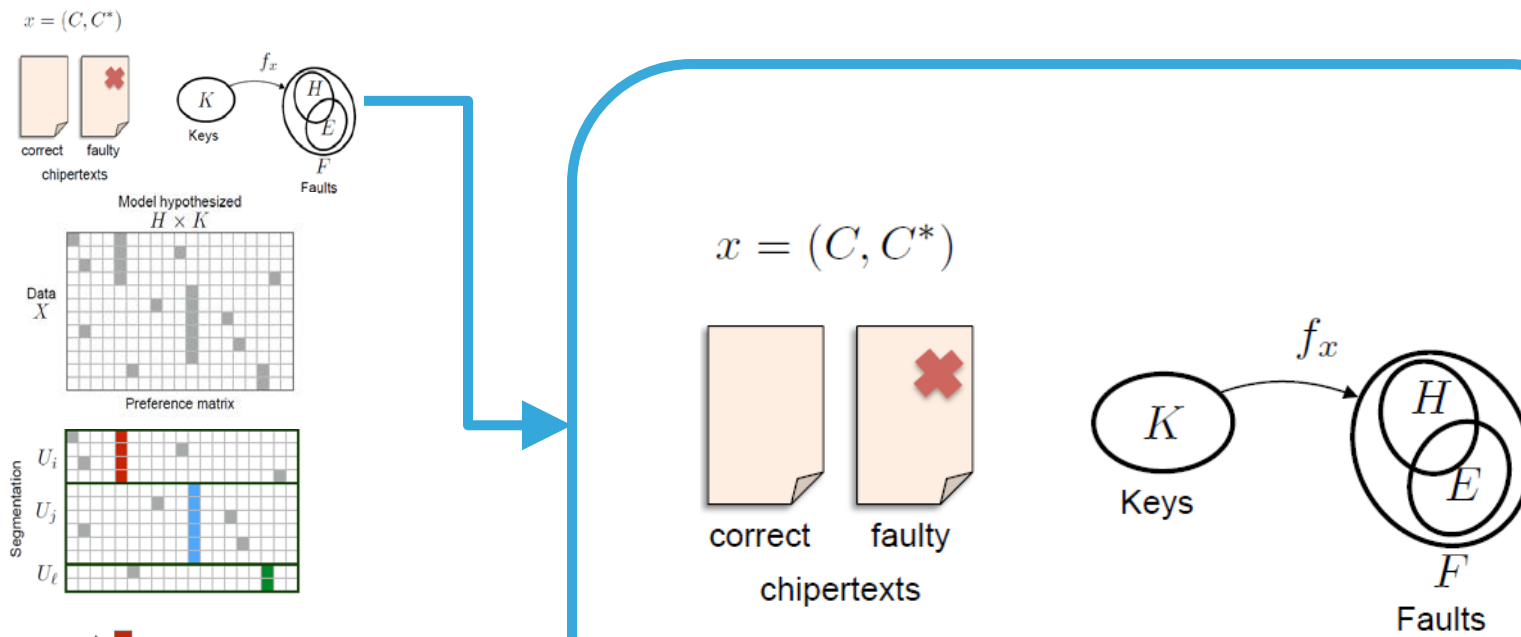 x = (C, C*)
f_x
K
H
E
Keys
F
Faults
correct
faulty
chipertexts
Model hypothesized
H × K
Data
X
Preference matrix
Segmentation
U_i
U_j
U_ℓ
x = (C, C*)
f_x
K
H
E
Keys
F
Faults
correct
faulty
chipertexts